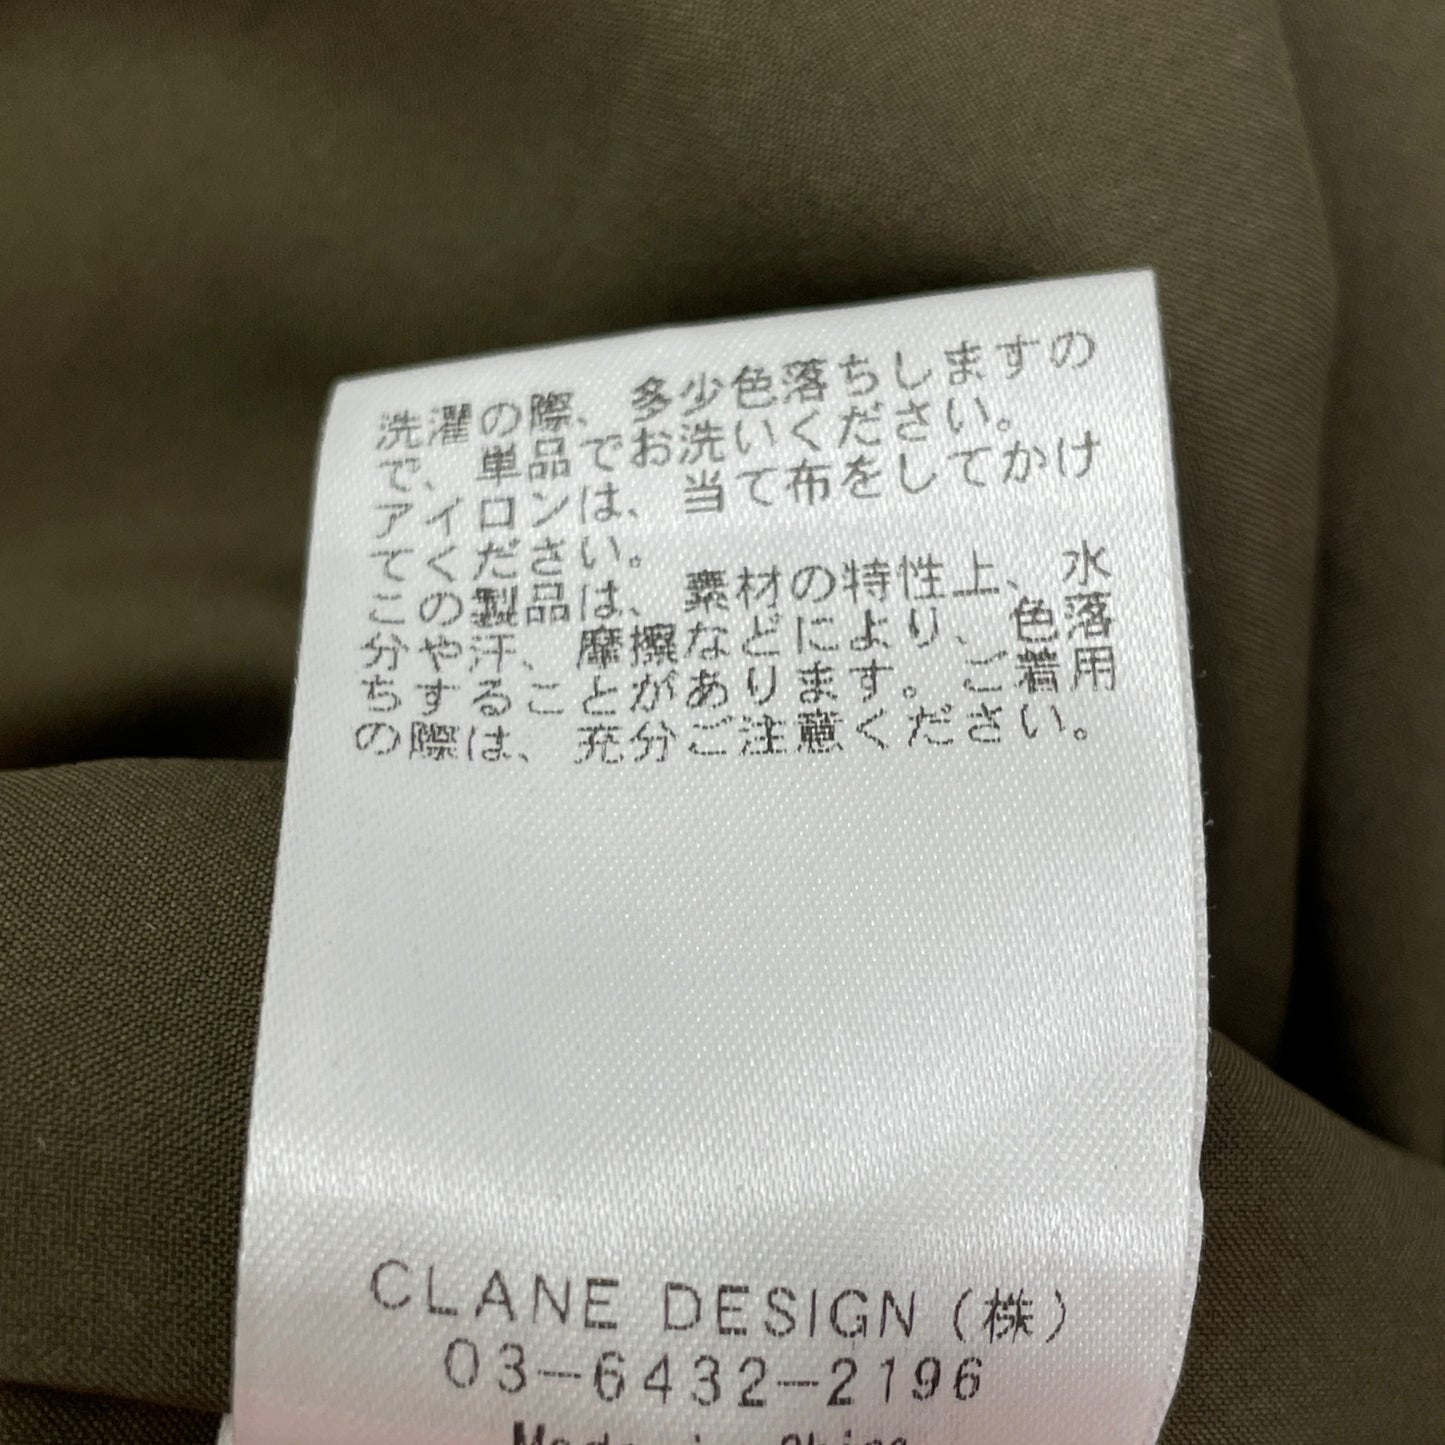 洗濯の際、多少色落ちしますの
で、単品でお洗いください。
アイロンは、当て布をしてかけ
てください。
この製品は、素材の特性上、水
分や汗、摩擦などにより、色落
ちすることがあります。ご着用
の際は、充分ご注意ください。
CLANE DESIGN (株)
03-6432-2196
Made in China